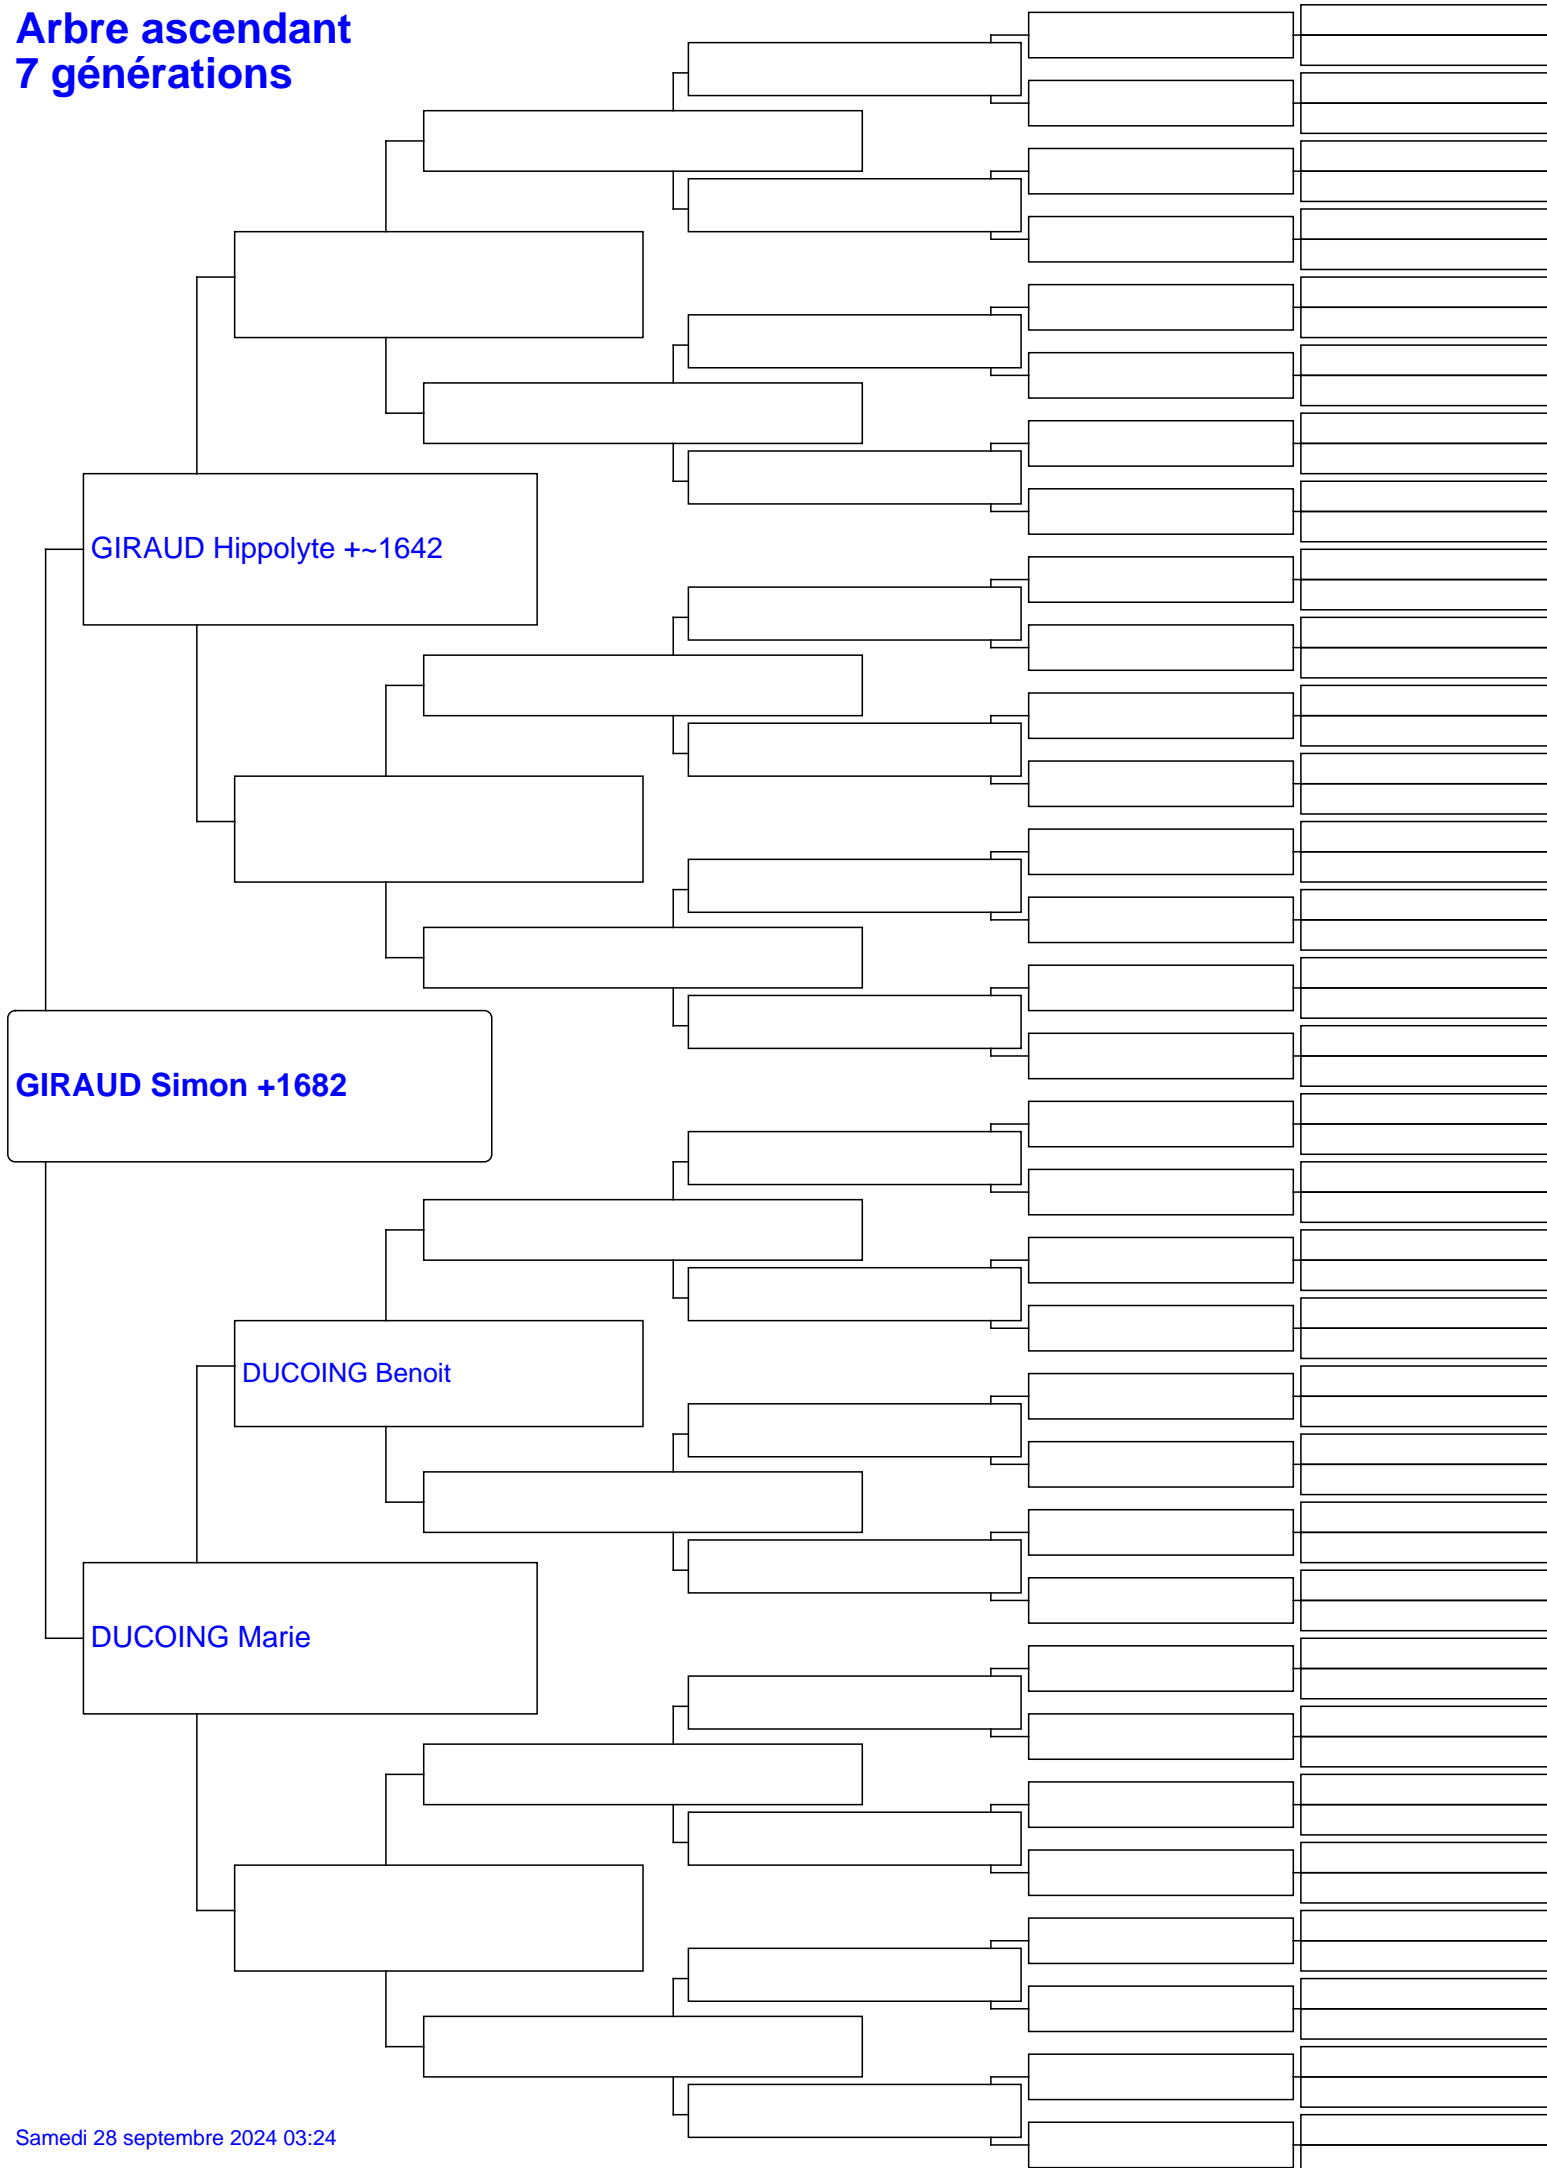 Arbre ascendant
7 générations
GIRAUD Hippolyte +~1642
GIRAUD Simon +1682
DUCOING Benoit
DUCOING Marie
Samedi 28 septembre 2024 03:24